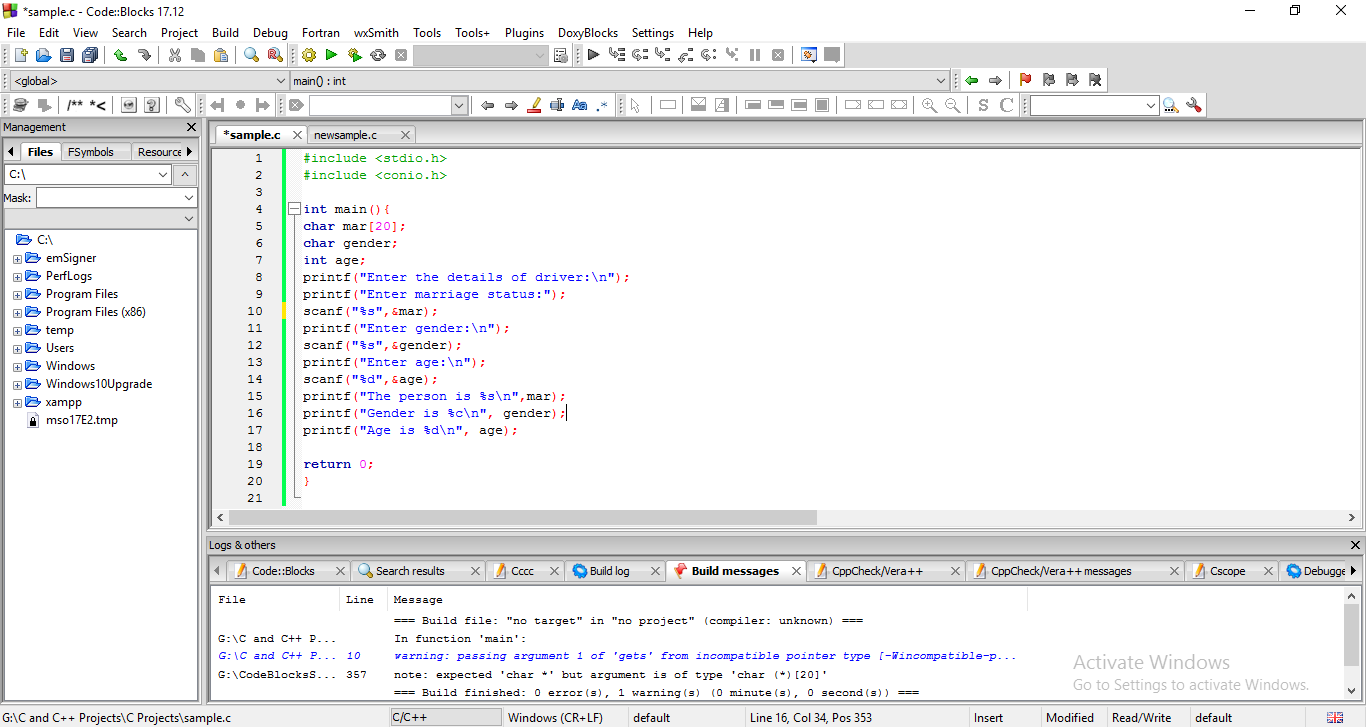 *sample.c - Code::Blocks 17.12
File Edit View Search Project Build Debug Fortran wxSmith Tools Tools+ Plugins DoxyBlocks Settings Help
<global> main() : int
/** *<
Aa .*
S C
Management
Files FSymbols Resource
C:\
Mask:
C:\
emSigner
PerfLogs
Program Files
Program Files (x86)
temp
Users
Windows
Windows10Upgrade
xampp
mso17E2.tmp
*sample.c newsample.c
1 #include <stdio.h>
2 #include <conio.h>
3
4 int main(){
5 char mar[20];
6 char gender;
7 int age;
8 printf("Enter the details of driver:\n");
9 printf("Enter marriage status:");
10 scanf("%s",&mar);
11 printf("Enter gender:\n");
12 scanf("%s",&gender);
13 printf("Enter age:\n");
14 scanf("%d",&age);
15 printf("The person is %s\n",mar);
16 printf("Gender is %c\n", gender);
17 printf("Age is %d\n", age);
18
19 return 0;
20 }
21
Logs & others
Code::Blocks Search results Cccc Build log Build messages CppCheck/Vera++ CppCheck/Vera++ messages Cscope Debugge
File Line Message
=== Build file: "no target" in "no project" (compiler: unknown) ===
G:\C and C++ P... In function 'main':
G:\C and C++ P... 10 warning: passing argument 1 of 'gets' from incompatible pointer type [-Wincompatible-p...
G:\CodeBlocksS... 357 note: expected 'char *' but argument is of type 'char (*)[20]'
=== Build finished: 0 error(s), 1 warning(s) (0 minute(s), 0 second(s)) ===
Activate Windows
Go to Settings to activate Windows.
G:\C and C++ Projects\C Projects\sample.c C/C++ Windows (CR+LF) default Line 16, Col 34, Pos 353 Insert Modified Read/Write default